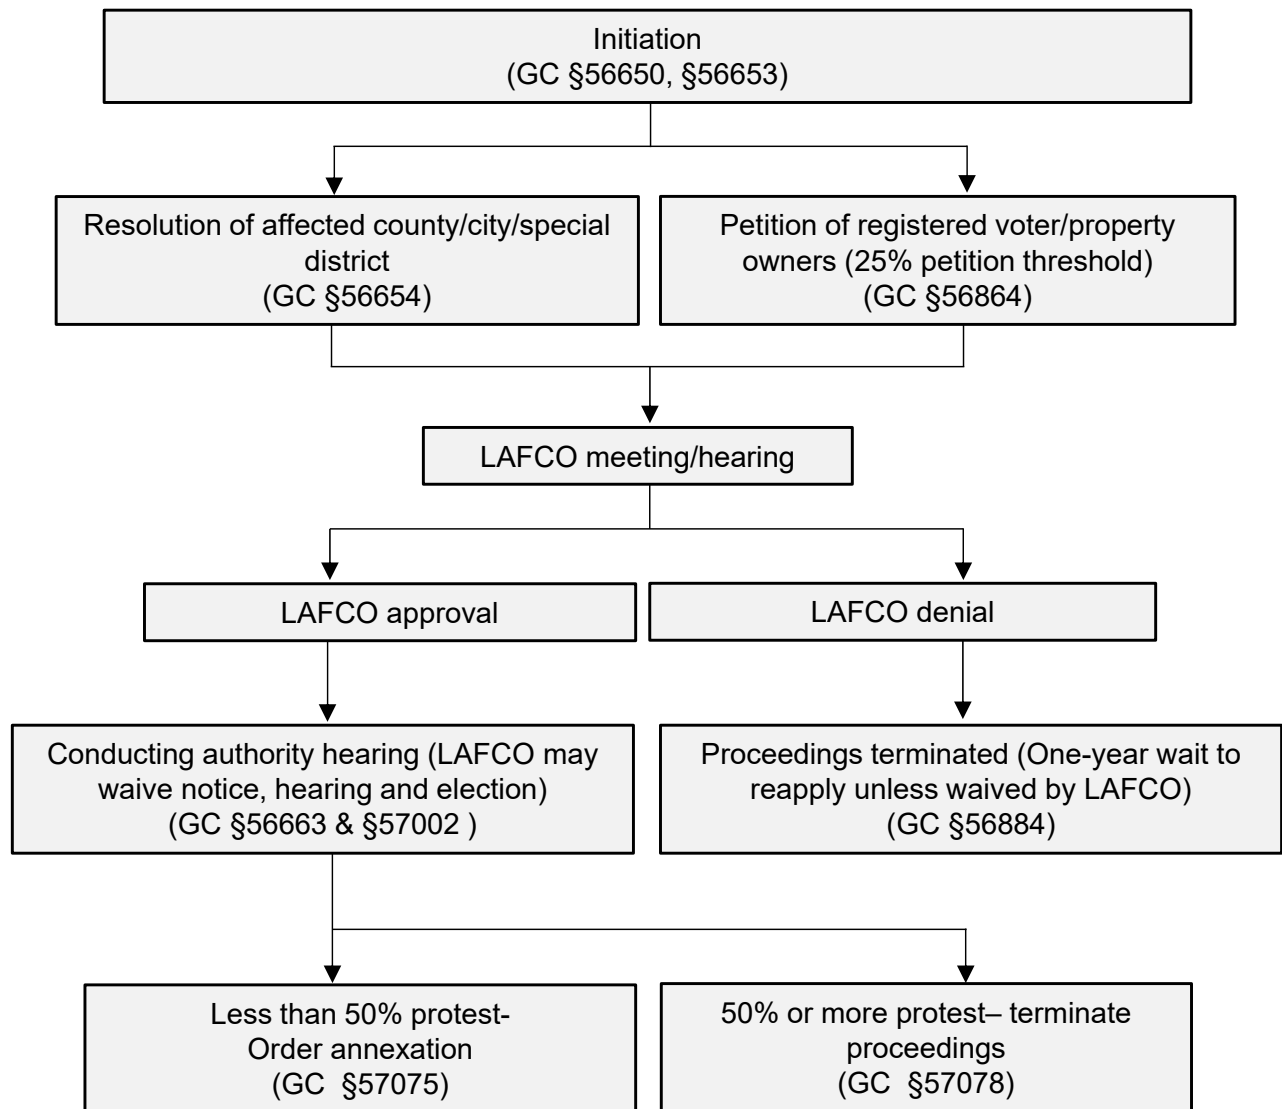 Initiation
(GC §56650, §56653)
Resolution of affected county/city/special
district
(GC §56654)
Petition of registered voter/property
owners (25% petition threshold)
(GC §56864)
LAFCO meeting/hearing
LAFCO approval
LAFCO denial
Conducting authority hearing (LAFCO may
waive notice, hearing and election)
(GC §56663 & §57002 )
Proceedings terminated (One-year wait to
reapply unless waived by LAFCO)
(GC §56884)
Less than 50% protest-
Order annexation
(GC  §57075)
50% or more protest– terminate
proceedings
(GC  §57078)